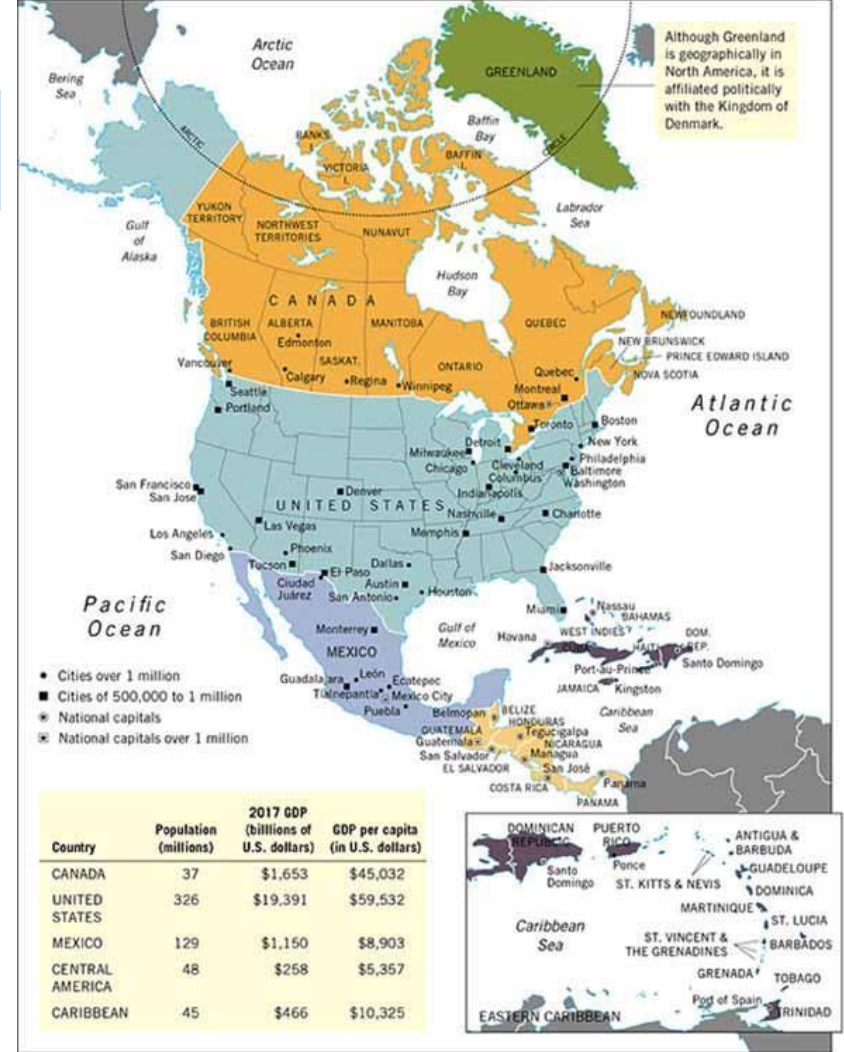 Arctic
Ocean
Although Greenland
is geographically in
North America, it is
affiliated politically
with the Kingdom of
Denmark.
GREENLAND
Bering
Sea
Baffin
Bay
ARCTIC
CIRCLE
BANKS
I.
VICTORIA
I.
BAFFIN
I.
Labrador
Sea
Gulf
of
Alaska
YUKON
TERRITORY
NORTHWEST
TERRITORIES
NUNAVUT
Hudson
Bay
CANADA
BRITISH
COLUMBIA
ALBERTA
Edmonton
MANITOBA
QUEBEC
NEWFOUNDLAND
NEW BRUNSWICK
PRINCE EDWARD ISLAND
NOVA SCOTIA
SASKAT.
ONTARIO
Vancouver
Calgary
Regina
Winnipeg
Quebec
Montreal
Ottawa
Seattle
Portland
Toronto
Boston
Atlantic
Ocean
Detroit
Milwaukee
Chicago
New York
Cleveland
Philadelphia
Columbus
Baltimore
Washington
Indianapolis
San Francisco
San Jose
Denver
UNITED STATES
Nashville
Charlotte
Las Vegas
Memphis
Los Angeles
San Diego
Phoenix
Tucson
El Paso
Dallas
Jacksonville
Ciudad
Juárez
Austin
San Antonio
Houston
Pacific
Ocean
Miami
Nassau
BAHAMAS
Monterrey
Gulf of
Mexico
Havana
WEST INDIES
CUBA
HAITI
DOM.
REP.
MEXICO
Port-au-Prince
Santo Domingo
Guadalajara
León
Ecatepec
Tlalnepantla
Mexico City
Puebla
JAMAICA
Kingston
Caribbean
Sea
Belmopan
BELIZE
HONDURAS
GUATEMALA
Tegucigalpa
Guatemala
NICARAGUA
San Salvador
Managua
EL SALVADOR
San José
COSTA RICA
Panama
PANAMA
Cities over 1 million
Cities of 500,000 to 1 million
National capitals
National capitals over 1 million
Country
Population
(millions)
2017 GDP
(billlions of
U.S. dollars)
GDP per capita
(in U.S. dollars)
CANADA 37 $1,653 $45,032
UNITED
STATES 326 $19,391 $59,532
MEXICO 129 $1,150 $8,903
CENTRAL
AMERICA 48 $258 $5,357
CARIBBEAN 45 $466 $10,325
DOMINICAN
REPUBLIC
PUERTO
RICO
Santo
Domingo
Ponce
ANTIGUA &
BARBUDA
ST. KITTS & NEVIS
GUADELOUPE
DOMINICA
MARTINIQUE
ST. LUCIA
Caribbean
Sea
ST. VINCENT &
THE GRENADINES
BARBADOS
GRENADA
TOBAGO
Port of Spain
TRINIDAD
EASTERN CARIBBEAN